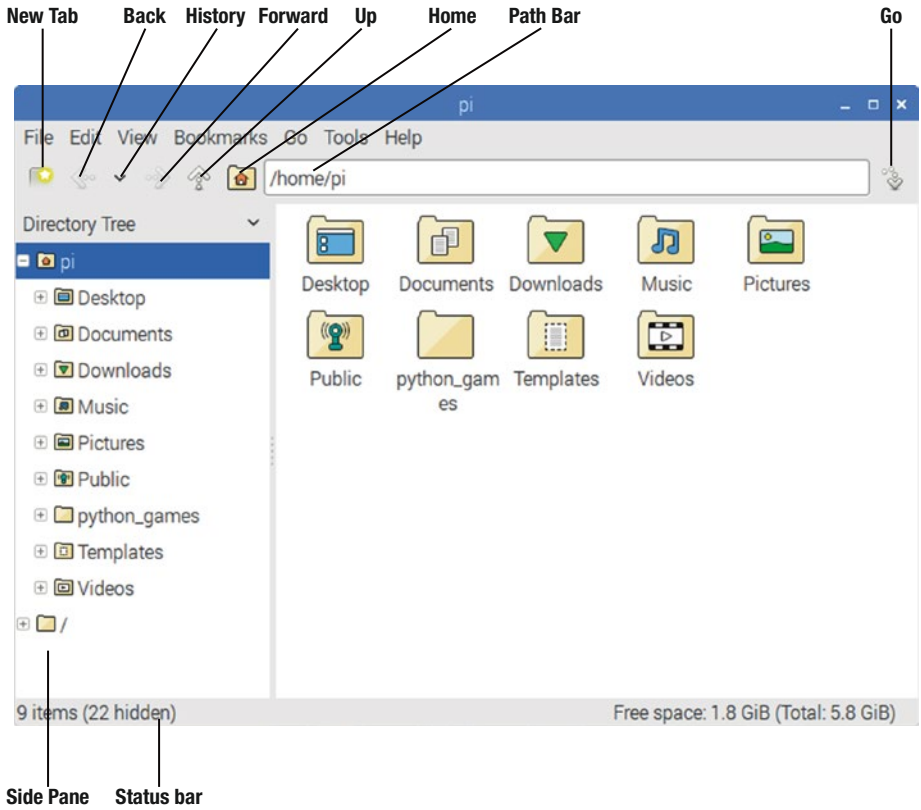 New Tab Back History Forward Up Home Path Bar Go
pi
File Edit View Bookmarks Go Tools Help
/home/pi
Directory Tree
pi
Desktop
Documents
Downloads
Music
Pictures
Public
python_games
Templates
Videos
/
Desktop Documents Downloads Music Pictures
Public python_gam Templates Videos
es
9 items (22 hidden) Free space: 1.8 GiB (Total: 5.8 GiB)
Side Pane Status bar